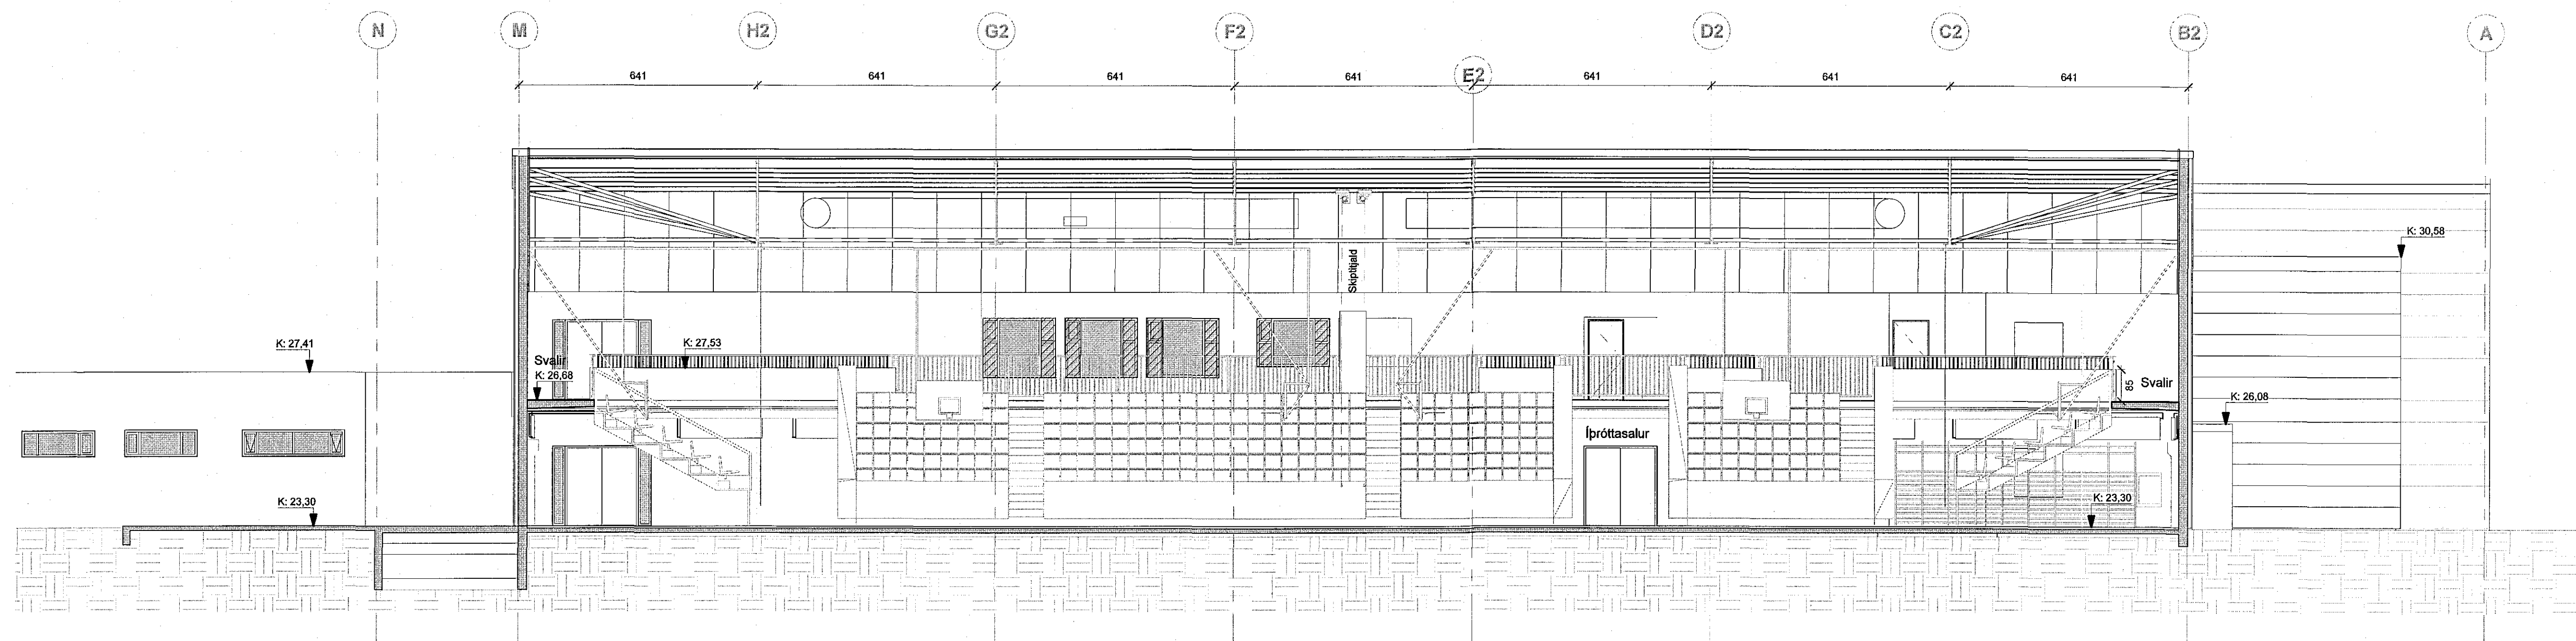 N M H2 G2 F2 E2 D2 C2 B2 A
641 641 641 641 641 641 641
K: 30,58
Skiptitjald
K: 27,41
K: 27,53
Svalir
K: 26,68
85
Svalir
K: 26,08
Íþróttasalur
K: 23,30
K: 23,30